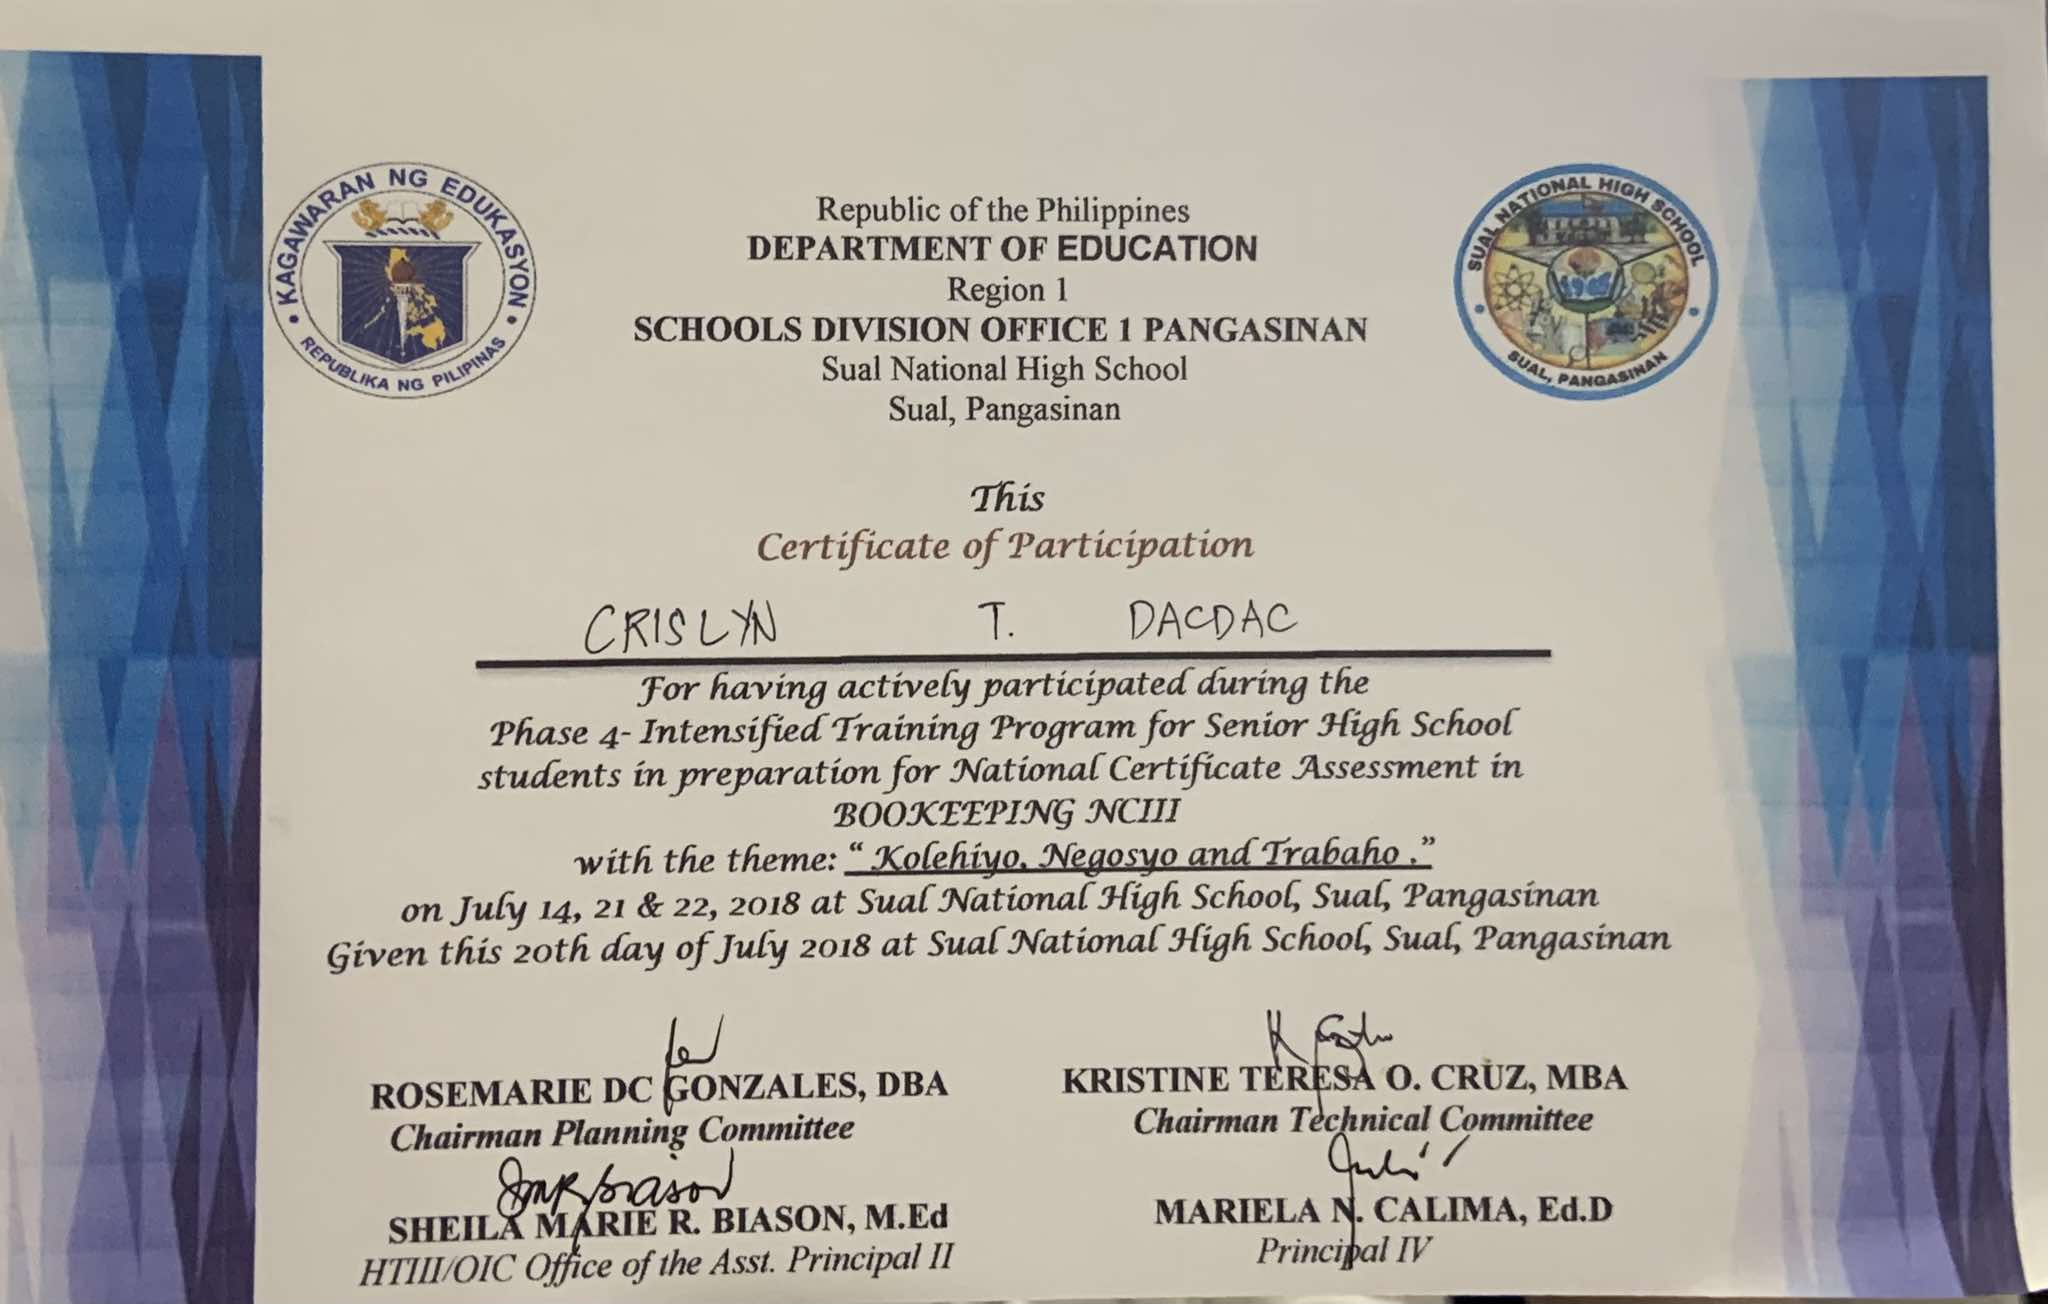 KAGAWARAN NG EDUKASYON
REPUBLIKA NG PILIPINAS
SUAL NATIONAL HIGH SCHOOL
1965
SUAL, PANGASINAN
Republic of the Philippines
DEPARTMENT OF EDUCATION
Region 1
SCHOOLS DIVISION OFFICE 1 PANGASINAN
Sual National High School
Sual, Pangasinan
This
Certificate of Participation
CRISLYN T. DACDAC
For having actively participated during the
Phase 4- Intensified Training Program for Senior High School
students in preparation for National Certificate Assessment in
BOOKEEPING NCIII
with the theme: “ Kolehiyo, Negosyo and Trabaho .”
on July 14, 21 & 22, 2018 at Sual National High School, Sual, Pangasinan
Given this 20th day of July 2018 at Sual National High School, Sual, Pangasinan
ROSEMARIE DC GONZALES, DBA
Chairman Planning Committee
KRISTINE TERESA O. CRUZ, MBA
Chairman Technical Committee
SMRBiason
SHEILA MARIE R. BIASON, M.Ed
HTIII/OIC Office of the Asst. Principal II
MARIELA N. CALIMA, Ed.D
Principal IV